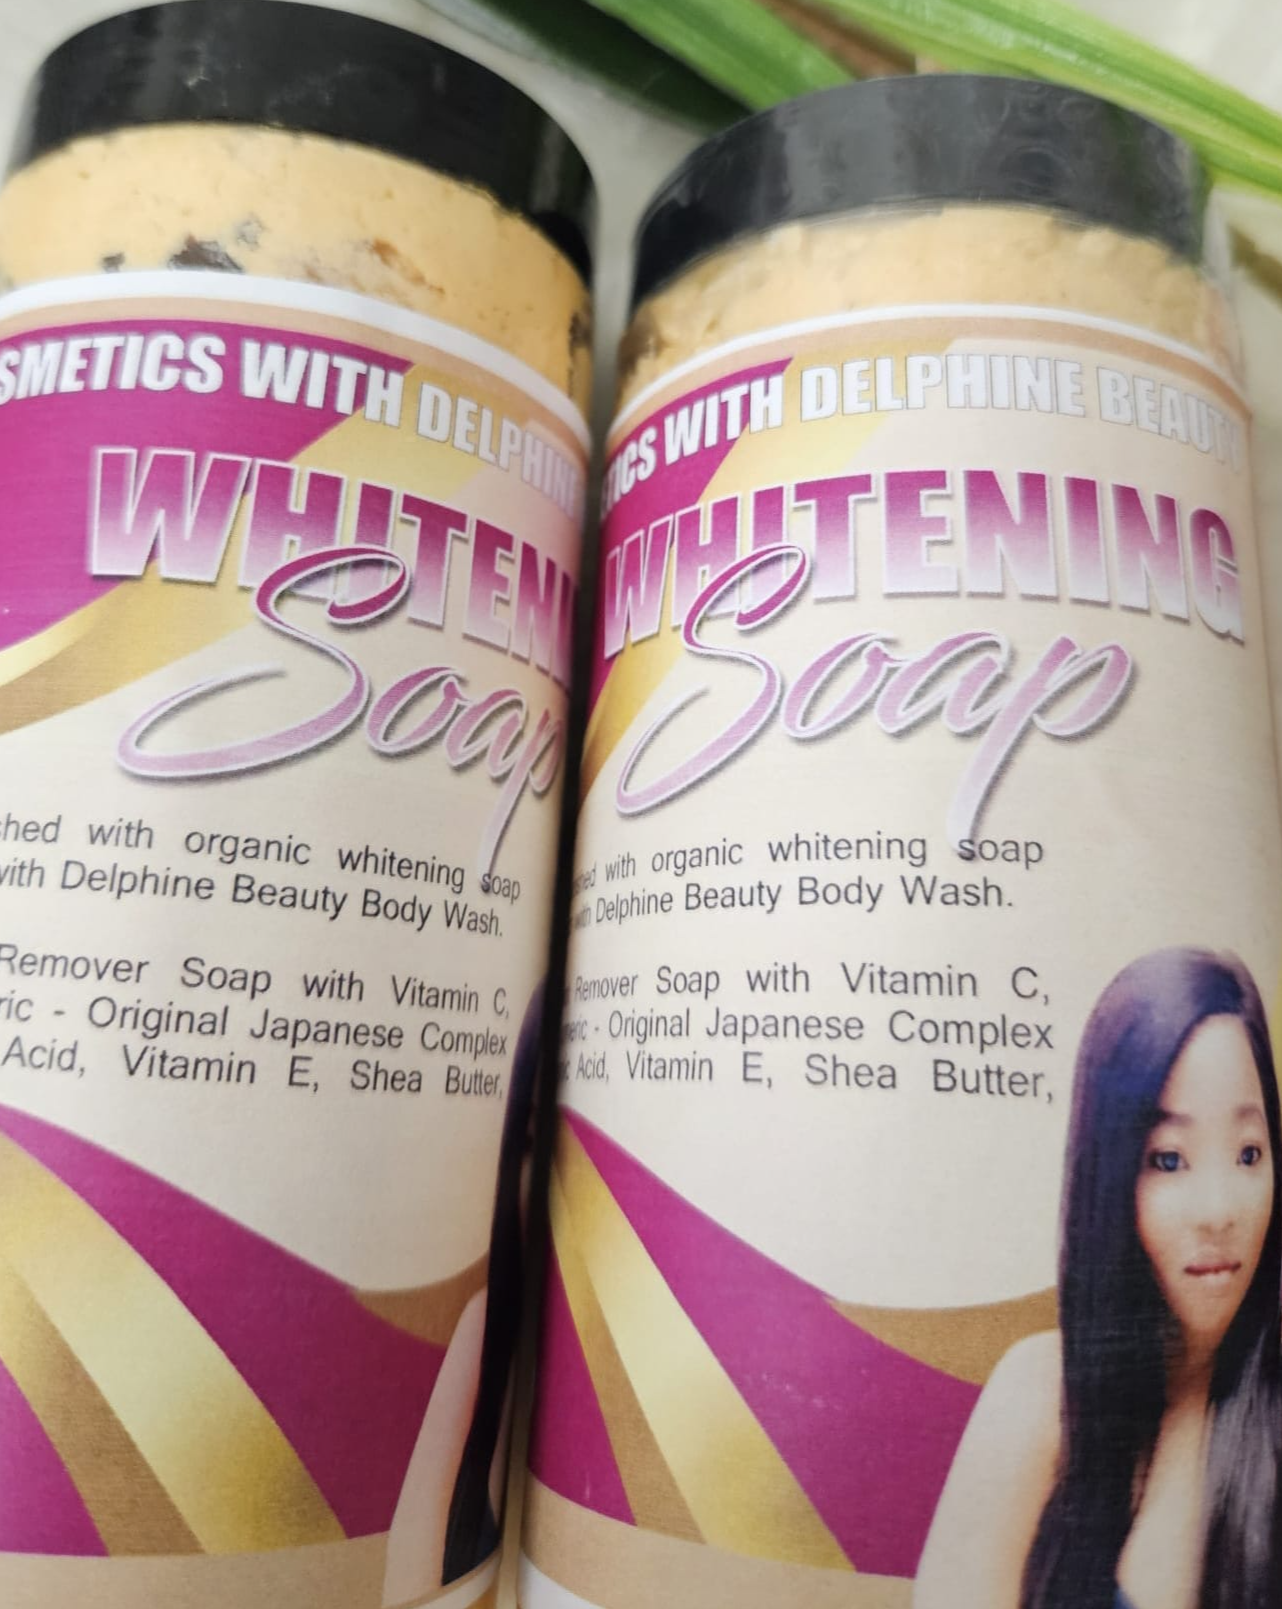 SMETICS WITH DELPHINE
WHITENI
Soap
with organic whitening soap
with Delphine Beauty Body Wash.
Remover Soap with Vitamin C,
ric - Original Japanese Complex
Acid, Vitamin E, Shea Butter,
TICS WITH DELPHINE BEAUTY
WHITENING
Soap
with organic whitening soap
with Delphine Beauty Body Wash.
Remover Soap with Vitamin C,
- Original Japanese Complex
Acid, Vitamin E, Shea Butter,